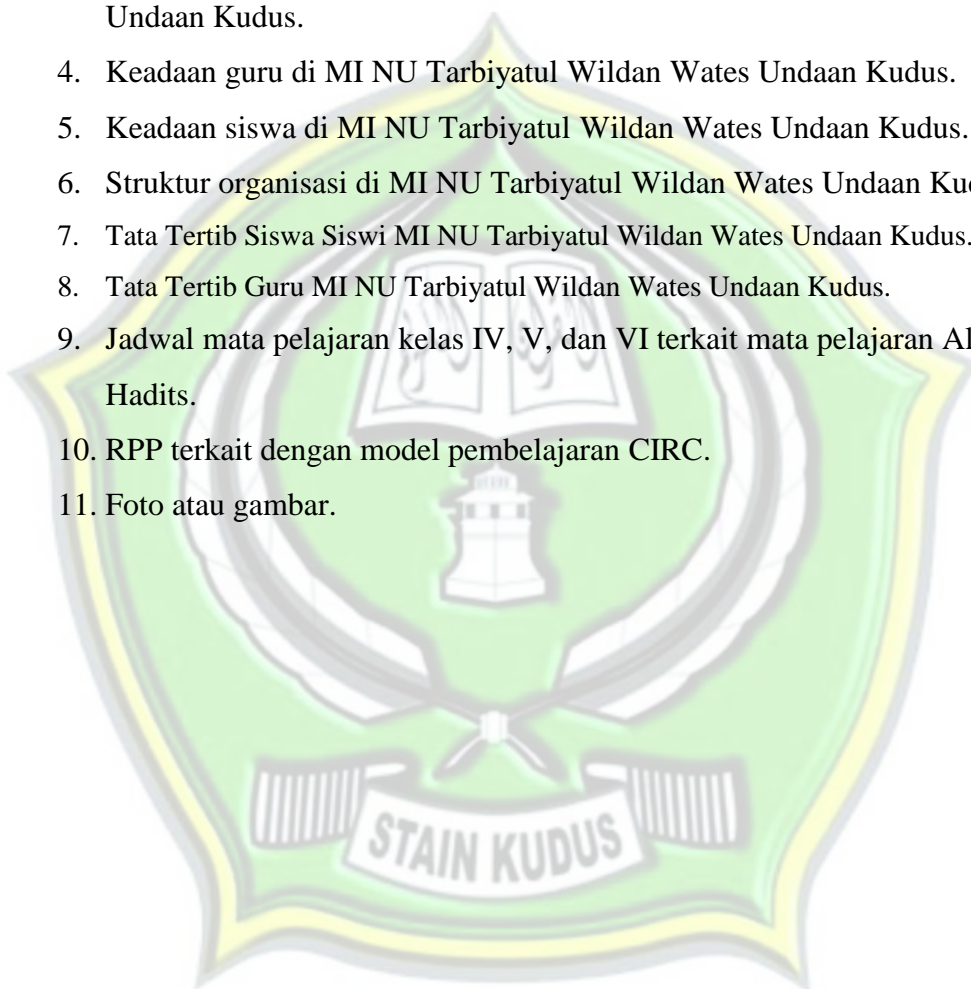 Undaan Kudus.
4. Keadaan guru di MI NU Tarbiyatul Wildan Wates Undaan Kudus.
5. Keadaan siswa di MI NU Tarbiyatul Wildan Wates Undaan Kudus.
6. Struktur organisasi di MI NU Tarbiyatul Wildan Wates Undaan
7. Tata Tertib Siswa Siswi MI NU Tarbiyatul Wildan Wates Undaan Kudus.
8. Tata Tertib Guru MI NU Tarbiyatul Wildan Wates Undaan Kudus.
9. Jadwal mata pelajaran kelas IV, V, dan VI terkait mata pelajaran
Hadits.
10. RPP terkait dengan model pembelajaran CIRC.
11. Foto atau gambar.
STAIN KUDUS